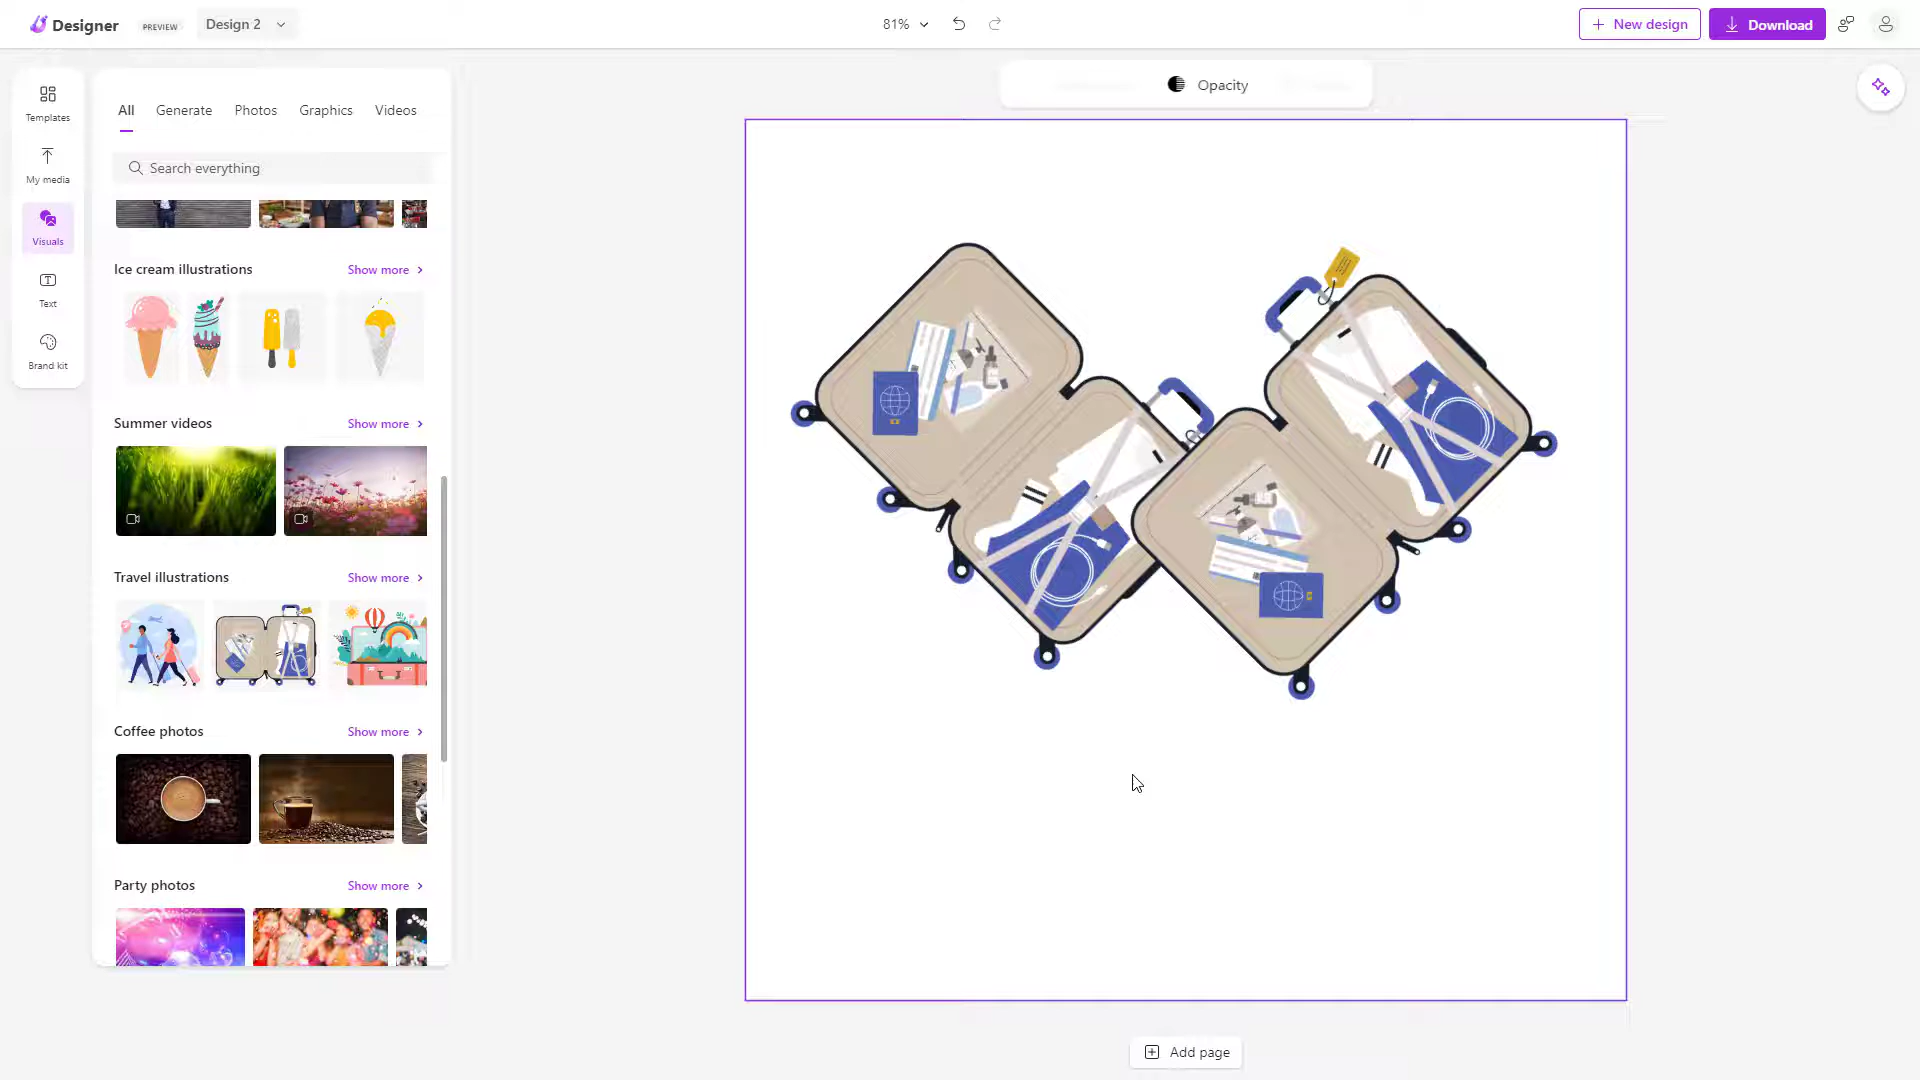 Designer PREVIEW Design 2 81% New design Download
Templates
My media
Visuals
Text
Brand kit
All Generate Photos Graphics Videos
Search everything
Ice cream illustrations Show more
Summer videos Show more
Travel illustrations Show more
Coffee photos Show more
Party photos Show more
Opacity
Add page